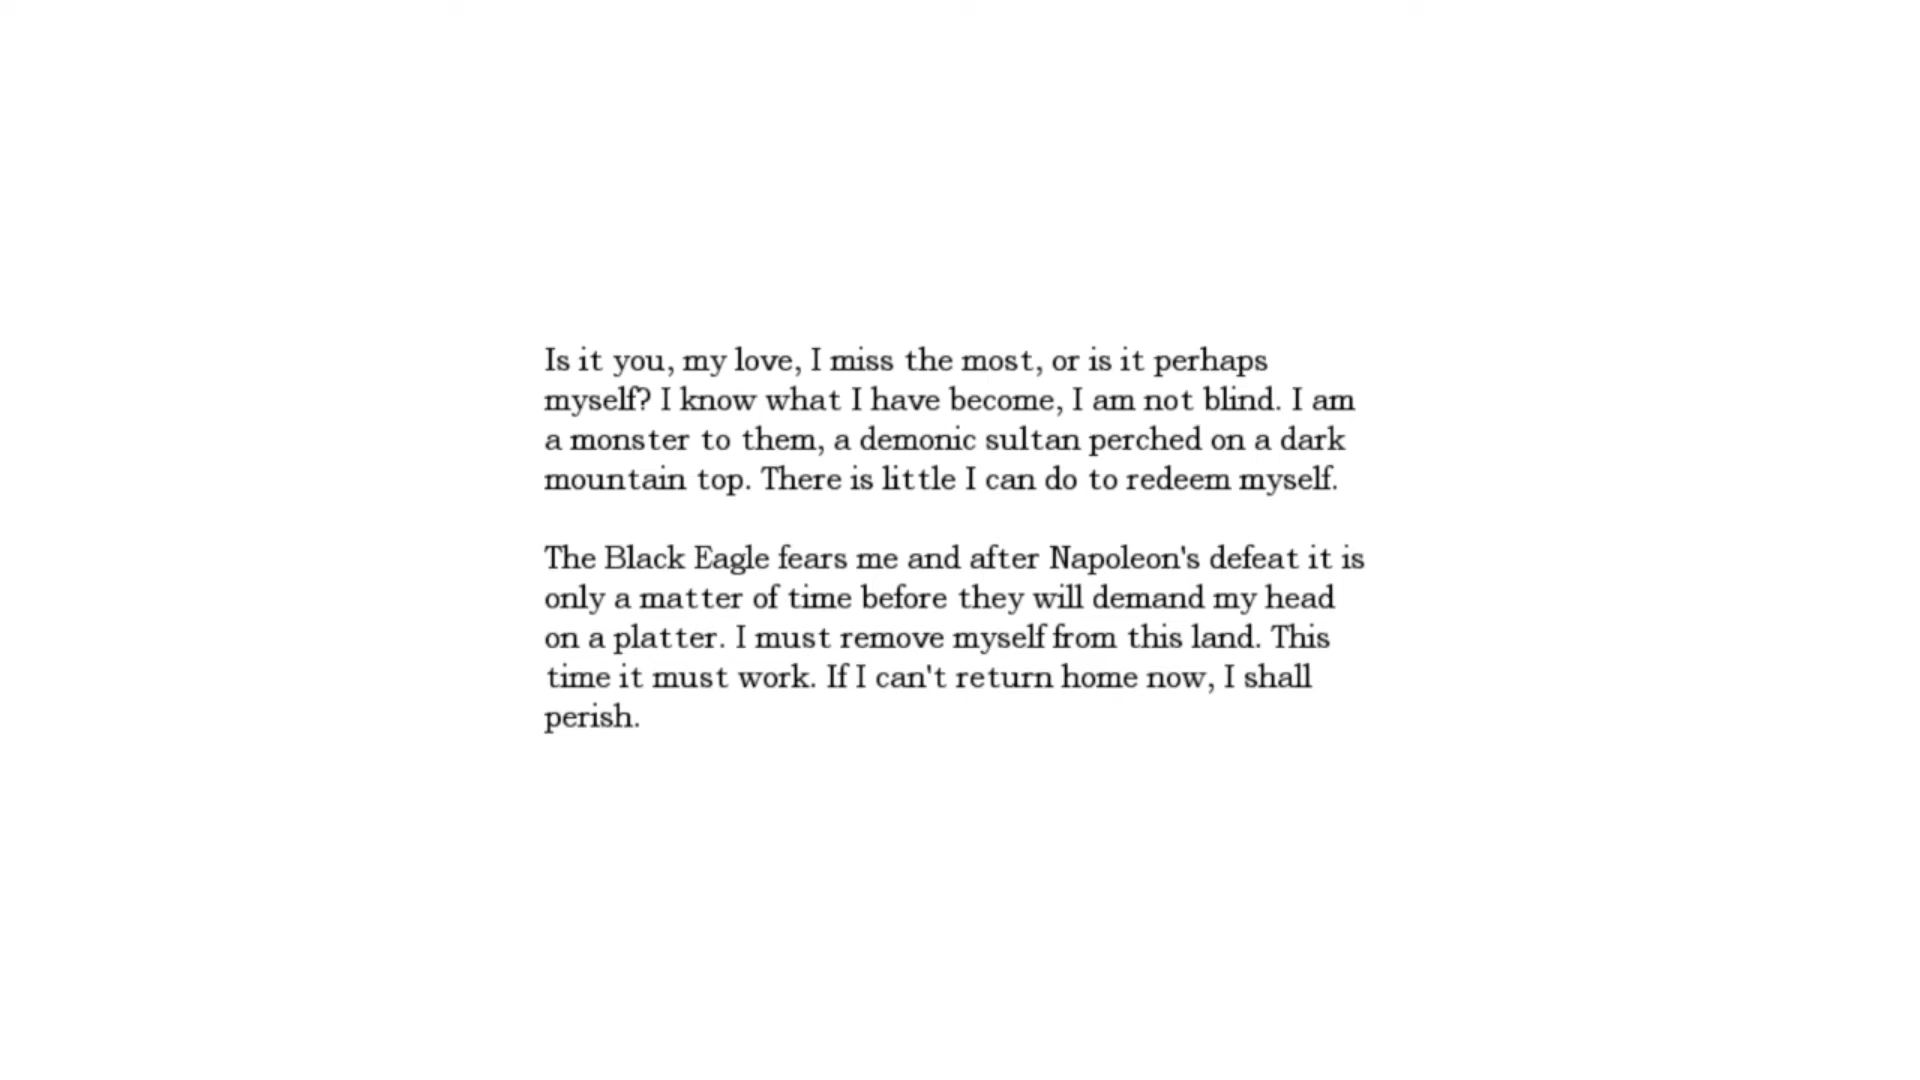 Is it you, my love, I miss the most, or is it perhaps
myself? I know what I have become, I am not blind. I am
a monster to them, a demonic sultan perched on a dark
mountain top. There is little I can do to redeem myself.
The Black Eagle fears me and after Napoleon's defeat it is
only a matter of time before they will demand my head
on a platter. I must remove myself from this land. This
time it must work. If I can't return home now, I shall
perish.